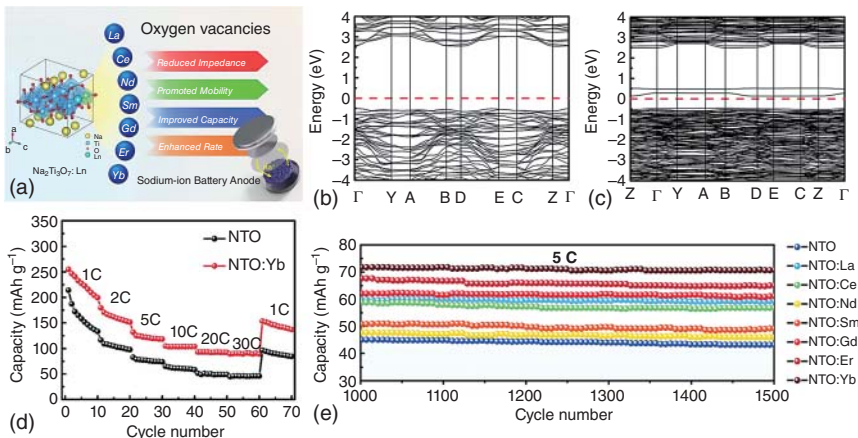 Oxygen vacancies
La
Ce
Nd
Sm
Gd
Er
Yb
Reduced Impedance
Promoted Mobility
Improved Capacity
Enhanced Rate
a
b
c
Na
Ti
O
Ln
Na2Ti3O7: Ln
Sodium-ion Battery Anode
(a)
Energy (eV)
4
3
2
1
0
–1
–2
–3
–4
Γ Y A B D E C Z Γ
(b)
Energy (eV)
4
3
2
1
0
–1
–2
–3
–4
Z Γ Y A B D E C Z Γ
(c)
Capacity (mAh g–1)
350
300
250
200
150
100
50
0
NTO
NTO:Yb
1C
2C
5C
10C
20C
30C
1C
0 10 20 30 40 50 60 70
Cycle number
(d)
Capacity (mAh g–1)
80
70
60
50
40
30
5 C
1000 1100 1200 1300 1400 1500
Cycle number
(e)
NTO
NTO:La
NTO:Ce
NTO:Nd
NTO:Sm
NTO:Gd
NTO:Er
NTO:Yb